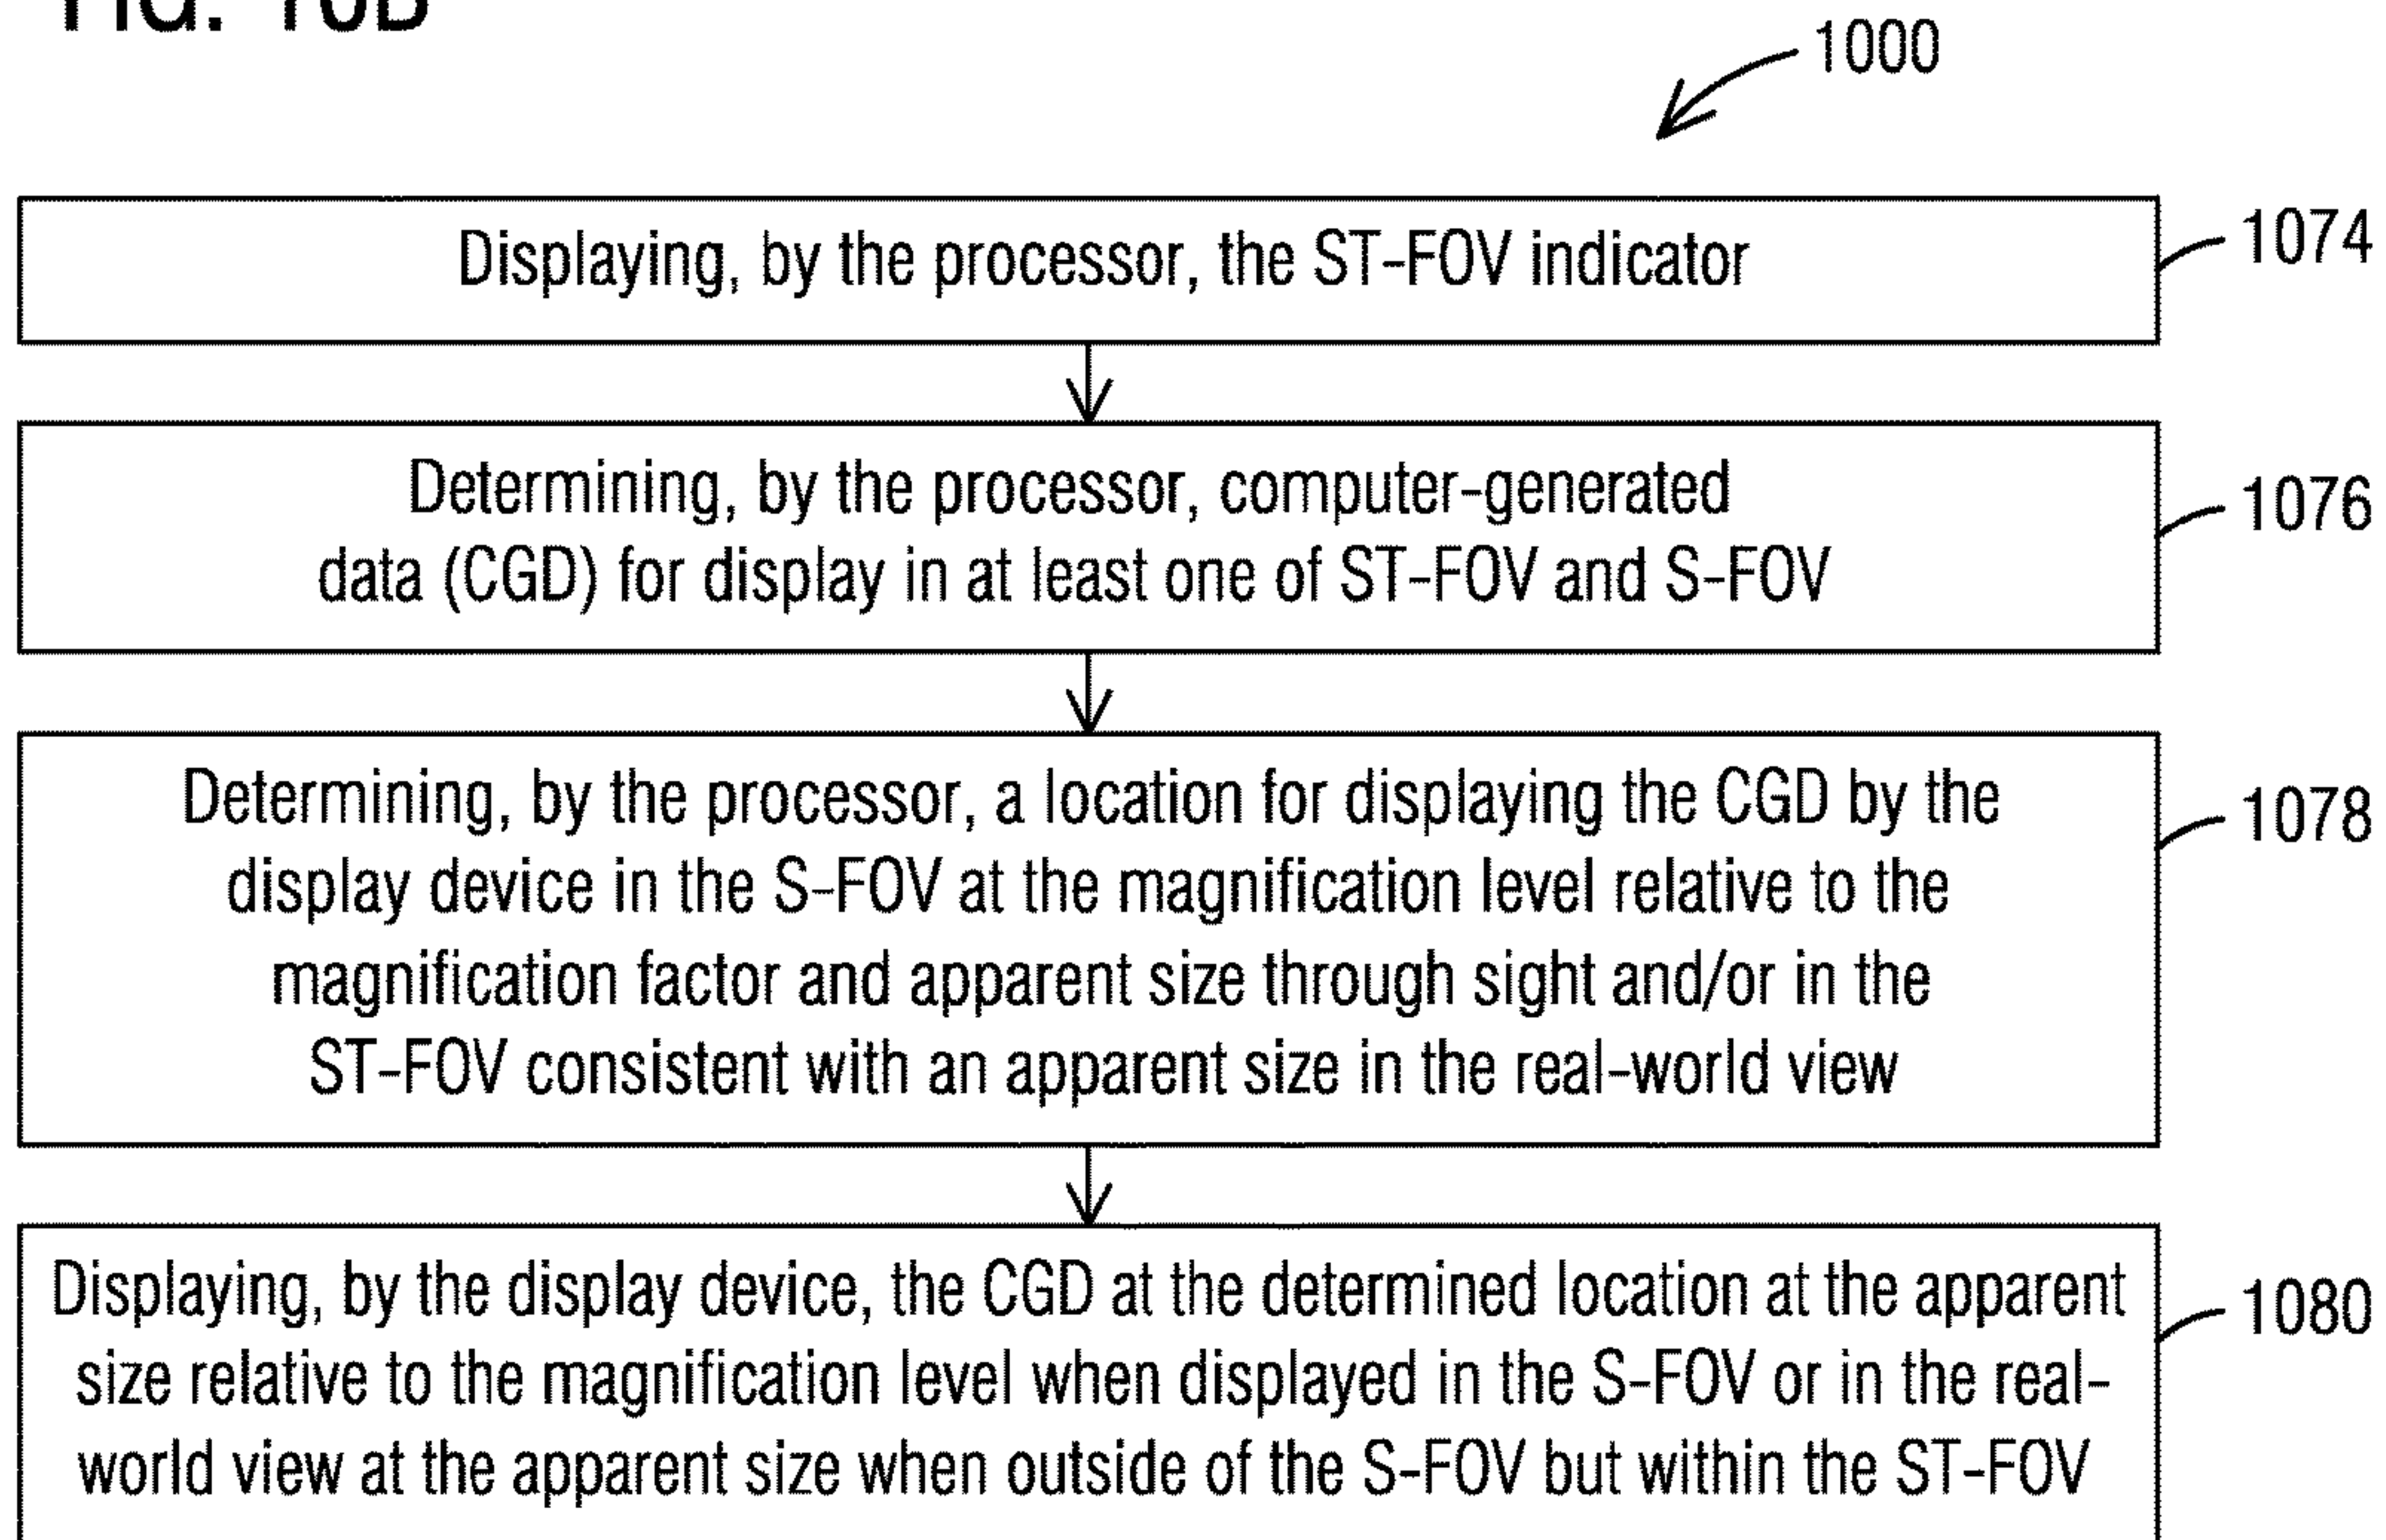 FIG. 10B
1000
Displaying, by the processor, the ST-FOV indicator
1074
Determining, by the processor, computer-generated
data (CGD) for display in at least one of ST-FOV and S-FOV
1076
Determining, by the processor, a location for displaying the CGD by the
display device in the S-FOV at the magnification level relative to the
magnification factor and apparent size through sight and/or in the
ST-FOV consistent with an apparent size in the real-world view
1078
Displaying, by the display device, the CGD at the determined location at the apparent
size relative to the magnification level when displayed in the S-FOV or in the real-
world view at the apparent size when outside of the S-FOV but within the ST-FOV
1080